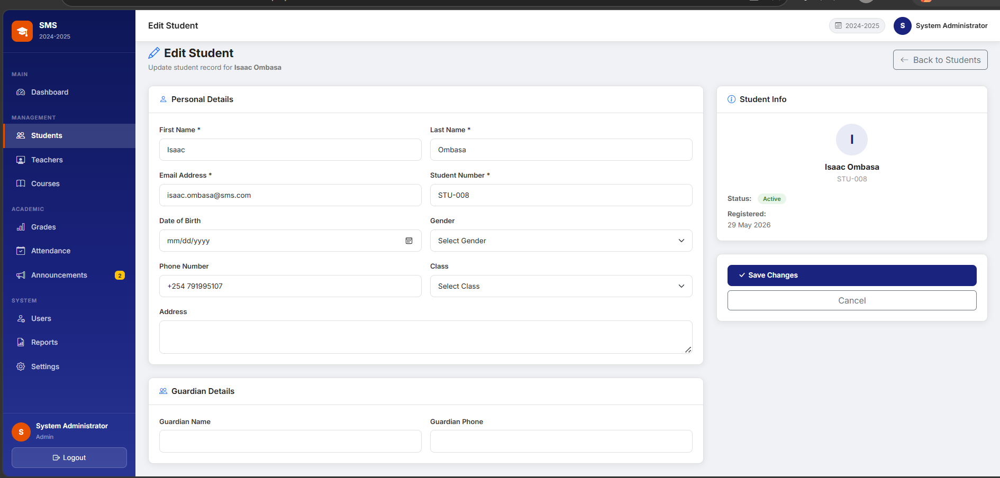 SMS
2024-2025
MAIN
Dashboard
MANAGEMENT
Students
Teachers
Courses
ACADEMIC
Grades
Attendance
Announcements 2
SYSTEM
Users
Reports
Settings
S System Administrator
Admin
Logout
Edit Student
2024-2025
S System Administrator
Edit Student
Update student record for Isaac Ombasa
Back to Students
Personal Details
First Name *
Isaac
Last Name *
Ombasa
Email Address *
isaac.ombasa@sms.com
Student Number *
STU-008
Date of Birth
mm/dd/yyyy
Gender
Select Gender
Phone Number
+254 791995107
Class
Select Class
Address
Guardian Details
Guardian Name
Guardian Phone
Student Info
I
Isaac Ombasa
STU-008
Status: Active
Registered:
29 May 2026
Save Changes
Cancel